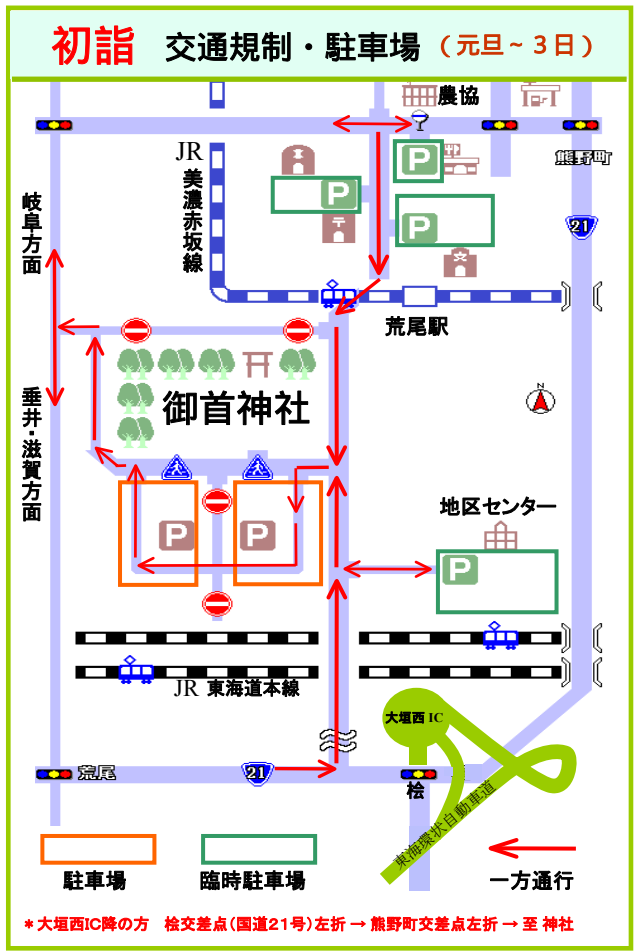 初詣 交通規制・駐車場 （元旦～３日）
農協
熊野町
JR
美濃赤坂線
岐阜方面
P
P
〒
P
文
21
荒尾駅
垂井・滋賀方面
御首神社
N
地区センター
P
P
P
JR 東海道本線
大垣西 IC
荒尾
21
桧
東海環状自動車道
駐車場
臨時駐車場
一方通行
＊大垣西IC降の方 桧交差点（国道２１号）左折 → 熊野町交差点左折 → 至 神社